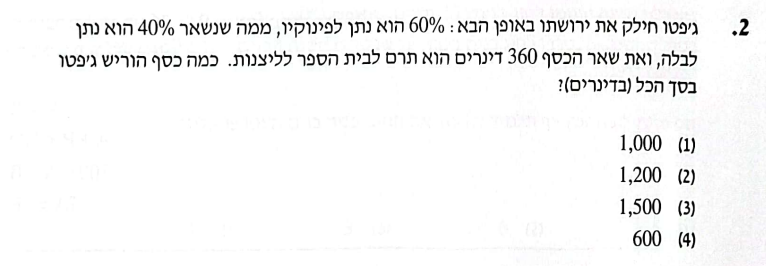 2. ג׳פטו חילק את ירושתו באופן הבא: 60% הוא נתן לפינוקיו, ממה שנשאר 40% הוא נתן
לבלה, ואת שאר הכסף 360 דינרים הוא תרם לבית הספר לליצנות. כמה כסף הוריש ג׳פטו
בסך הכל (בדינרים)?
(1) 1,000
(2) 1,200
(3) 1,500
(4) 600